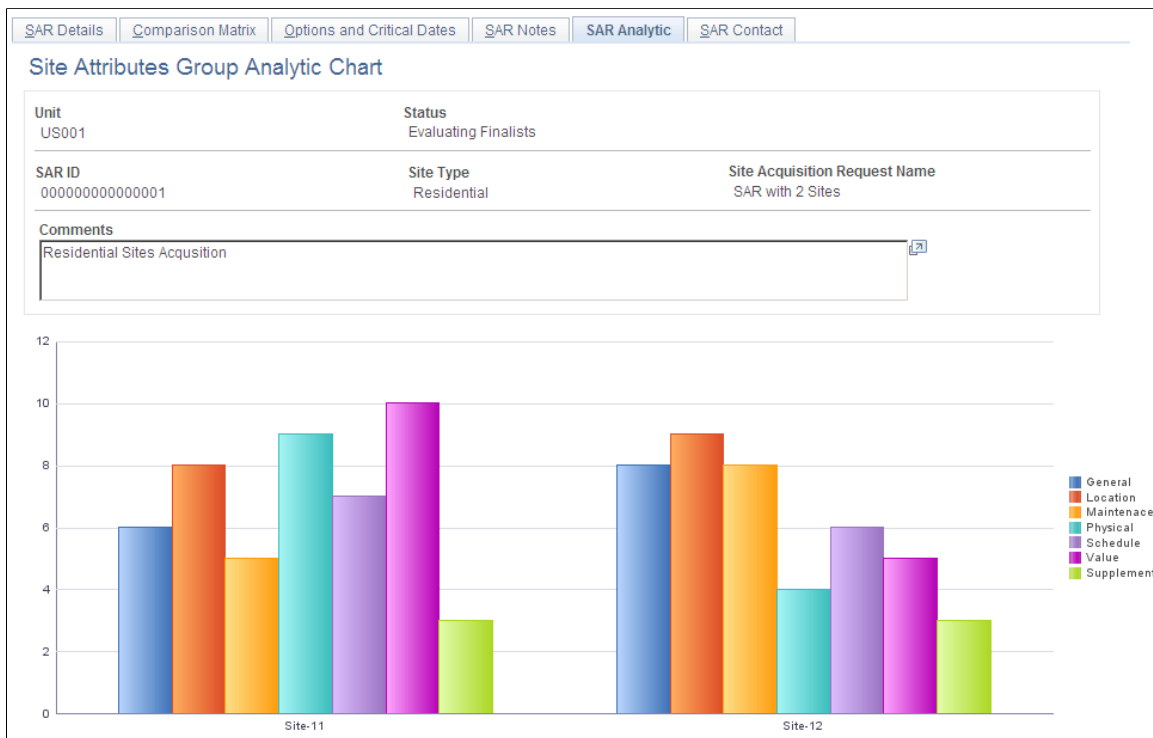 SAR Details Comparison Matrix Options and Critical Dates SAR Notes SAR Analytic SAR Contact
Site Attributes Group Analytic Chart
Unit Status
US001 Evaluating Finalists
SAR ID Site Type Site Acquisition Request Name
000000000000001 Residential SAR with 2 Sites
Comments
Residential Sites Acqusition
12
10
8
6
4
2
0
Site-11 Site-12
General
Location
Maintenace
Physical
Schedule
Value
Supplement